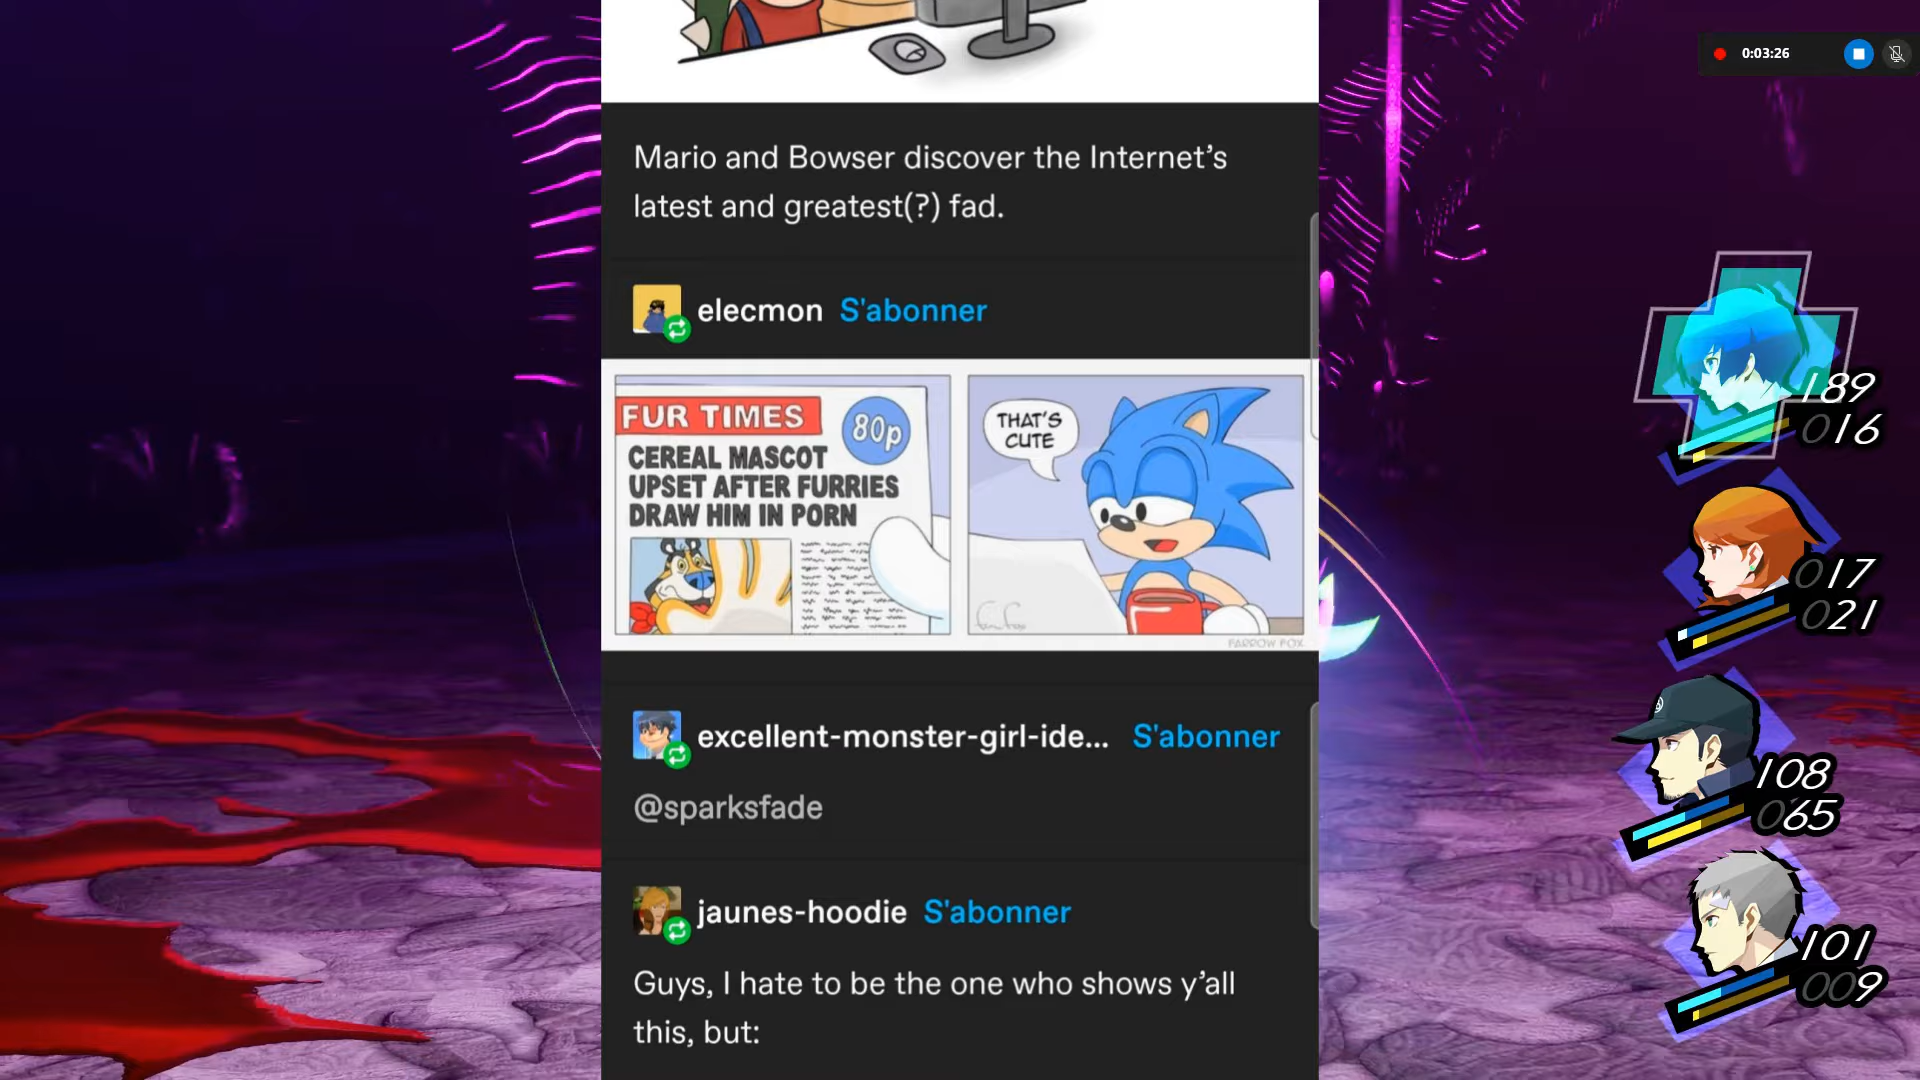 0:03:26
Mario and Bowser discover the Internet’s
latest and greatest(?) fad.
elecmon S'abonner
FUR TIMES
80p
CEREAL MASCOT
UPSET AFTER FURRIES
DRAW HIM IN PORN
THAT'S
CUTE
FARROW FOX
excellent-monster-girl-ide... S'abonner
@sparksfade
jaunes-hoodie S'abonner
Guys, I hate to be the one who shows y’all
this, but:
189
016
017
021
108
065
101
009